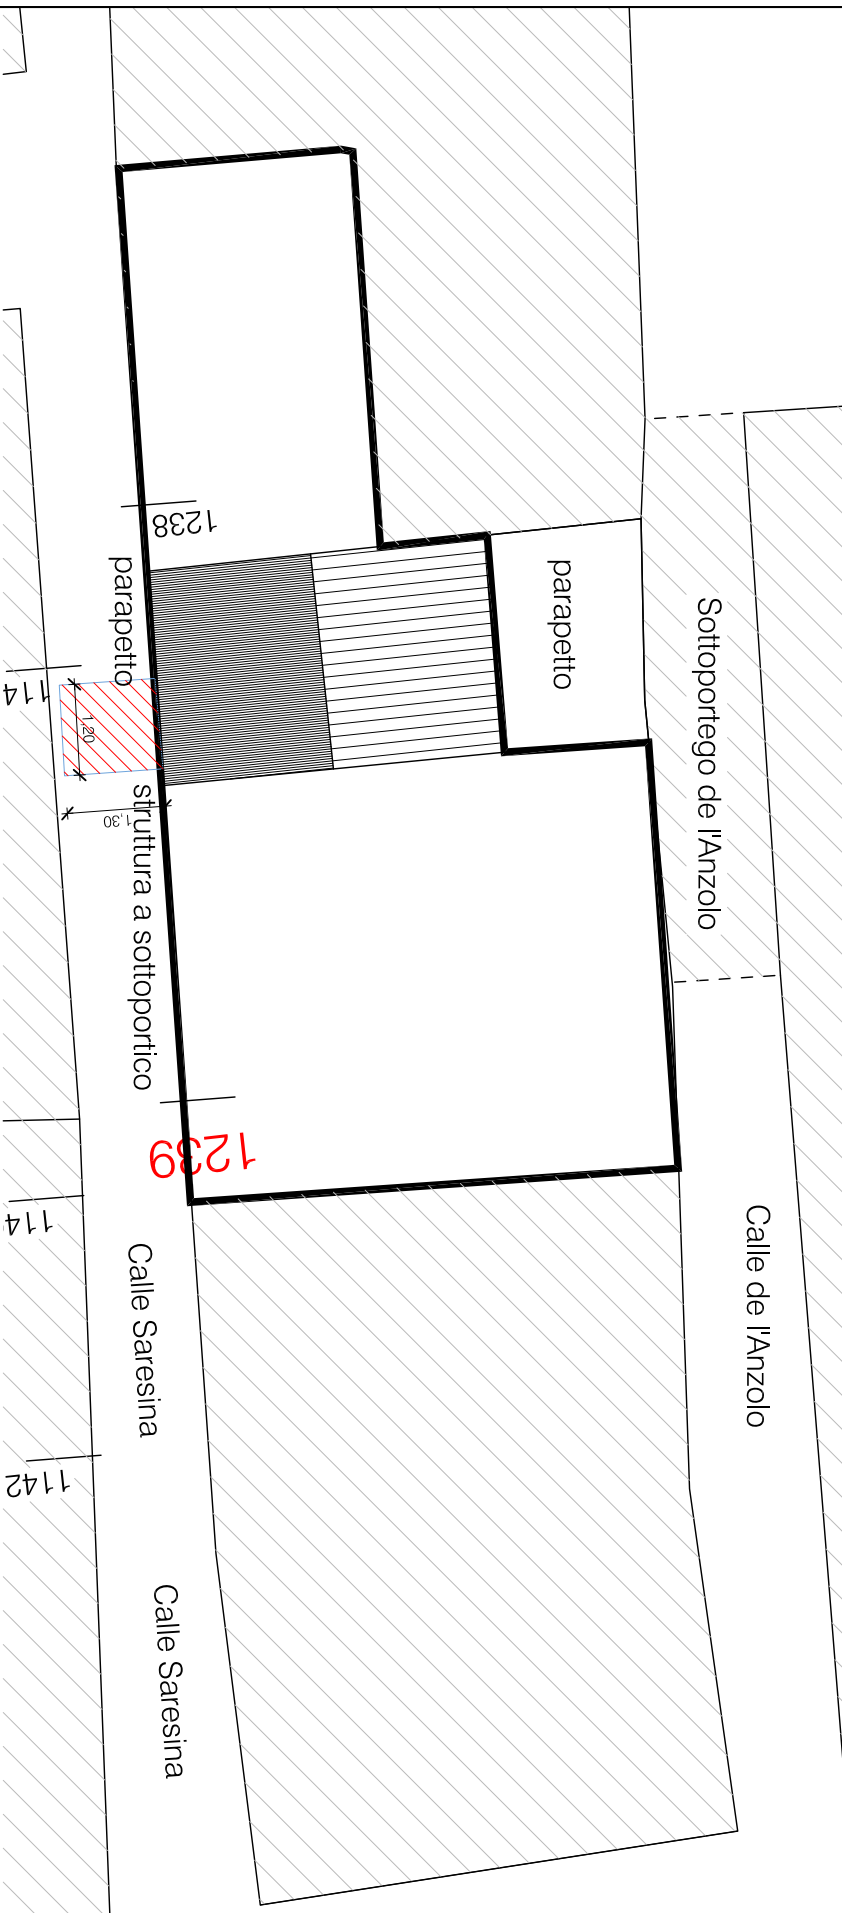 1238
parapetto
parapetto
Sottoportego de l'Anzolo
114
1,20
1,30
struttura a sottoportico
1239
114
Calle Saresina
Calle de l'Anzolo
1142
Calle Saresina